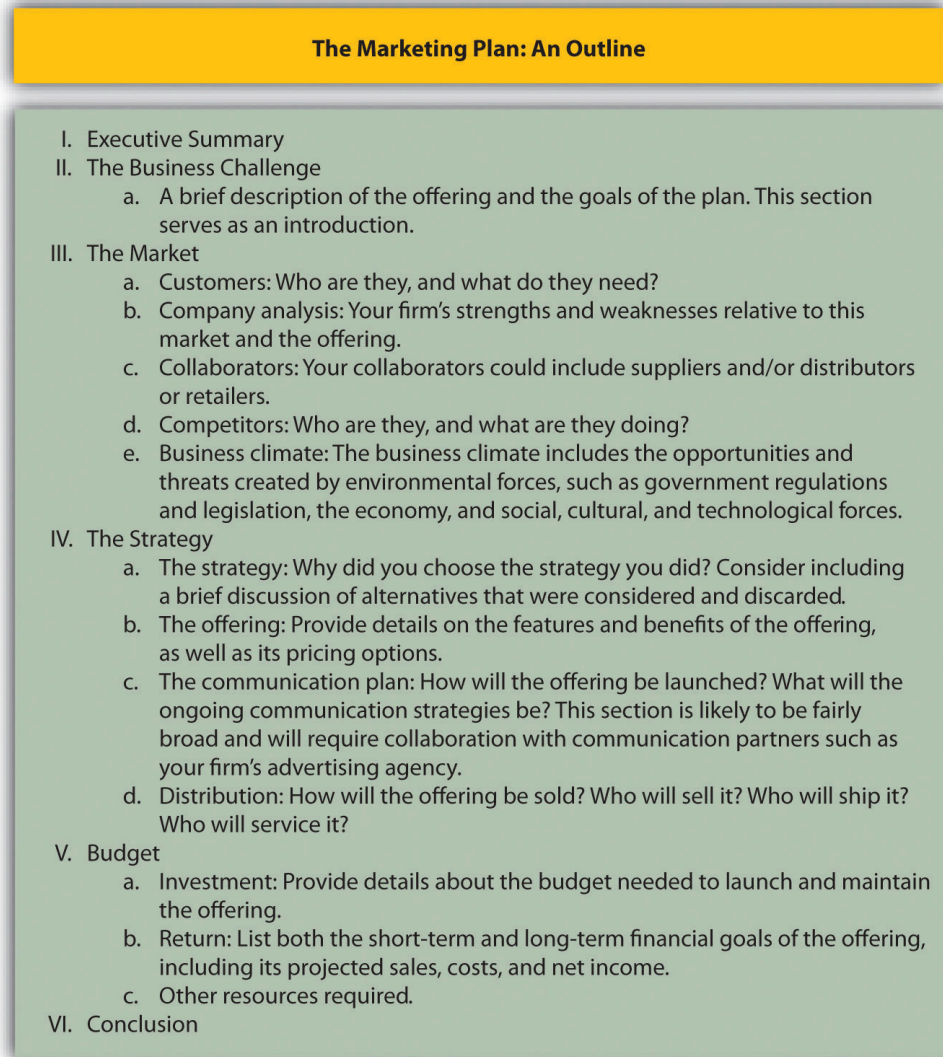 The Marketing Plan: An Outline
I. Executive Summary
II. The Business Challenge
a. A brief description of the offering and the goals of the plan. This section
serves as an introduction.
III. The Market
a. Customers: Who are they, and what do they need?
b. Company analysis: Your firm's strengths and weaknesses relative to this
market and the offering.
c. Collaborators: Your collaborators could include suppliers and/or distributors
or retailers.
d. Competitors: Who are they, and what are they doing?
e. Business climate: The business climate includes the opportunities and
threats created by environmental forces, such as government regulations
and legislation, the economy, and social, cultural, and technological forces.
IV. The Strategy
a. The strategy: Why did you choose the strategy you did? Consider including
a brief discussion of alternatives that were considered and discarded.
b. The offering: Provide details on the features and benefits of the offering,
as well as its pricing options.
c. The communication plan: How will the offering be launched? What will the
ongoing communication strategies be? This section is likely to be fairly
broad and will require collaboration with communication partners such as
your firm's advertising agency.
d. Distribution: How will the offering be sold? Who will sell it? Who will ship it?
Who will service it?
V. Budget
a. Investment: Provide details about the budget needed to launch and maintain
the offering.
b. Return: List both the short-term and long-term financial goals of the offering,
including its projected sales, costs, and net income.
c. Other resources required.
VI. Conclusion